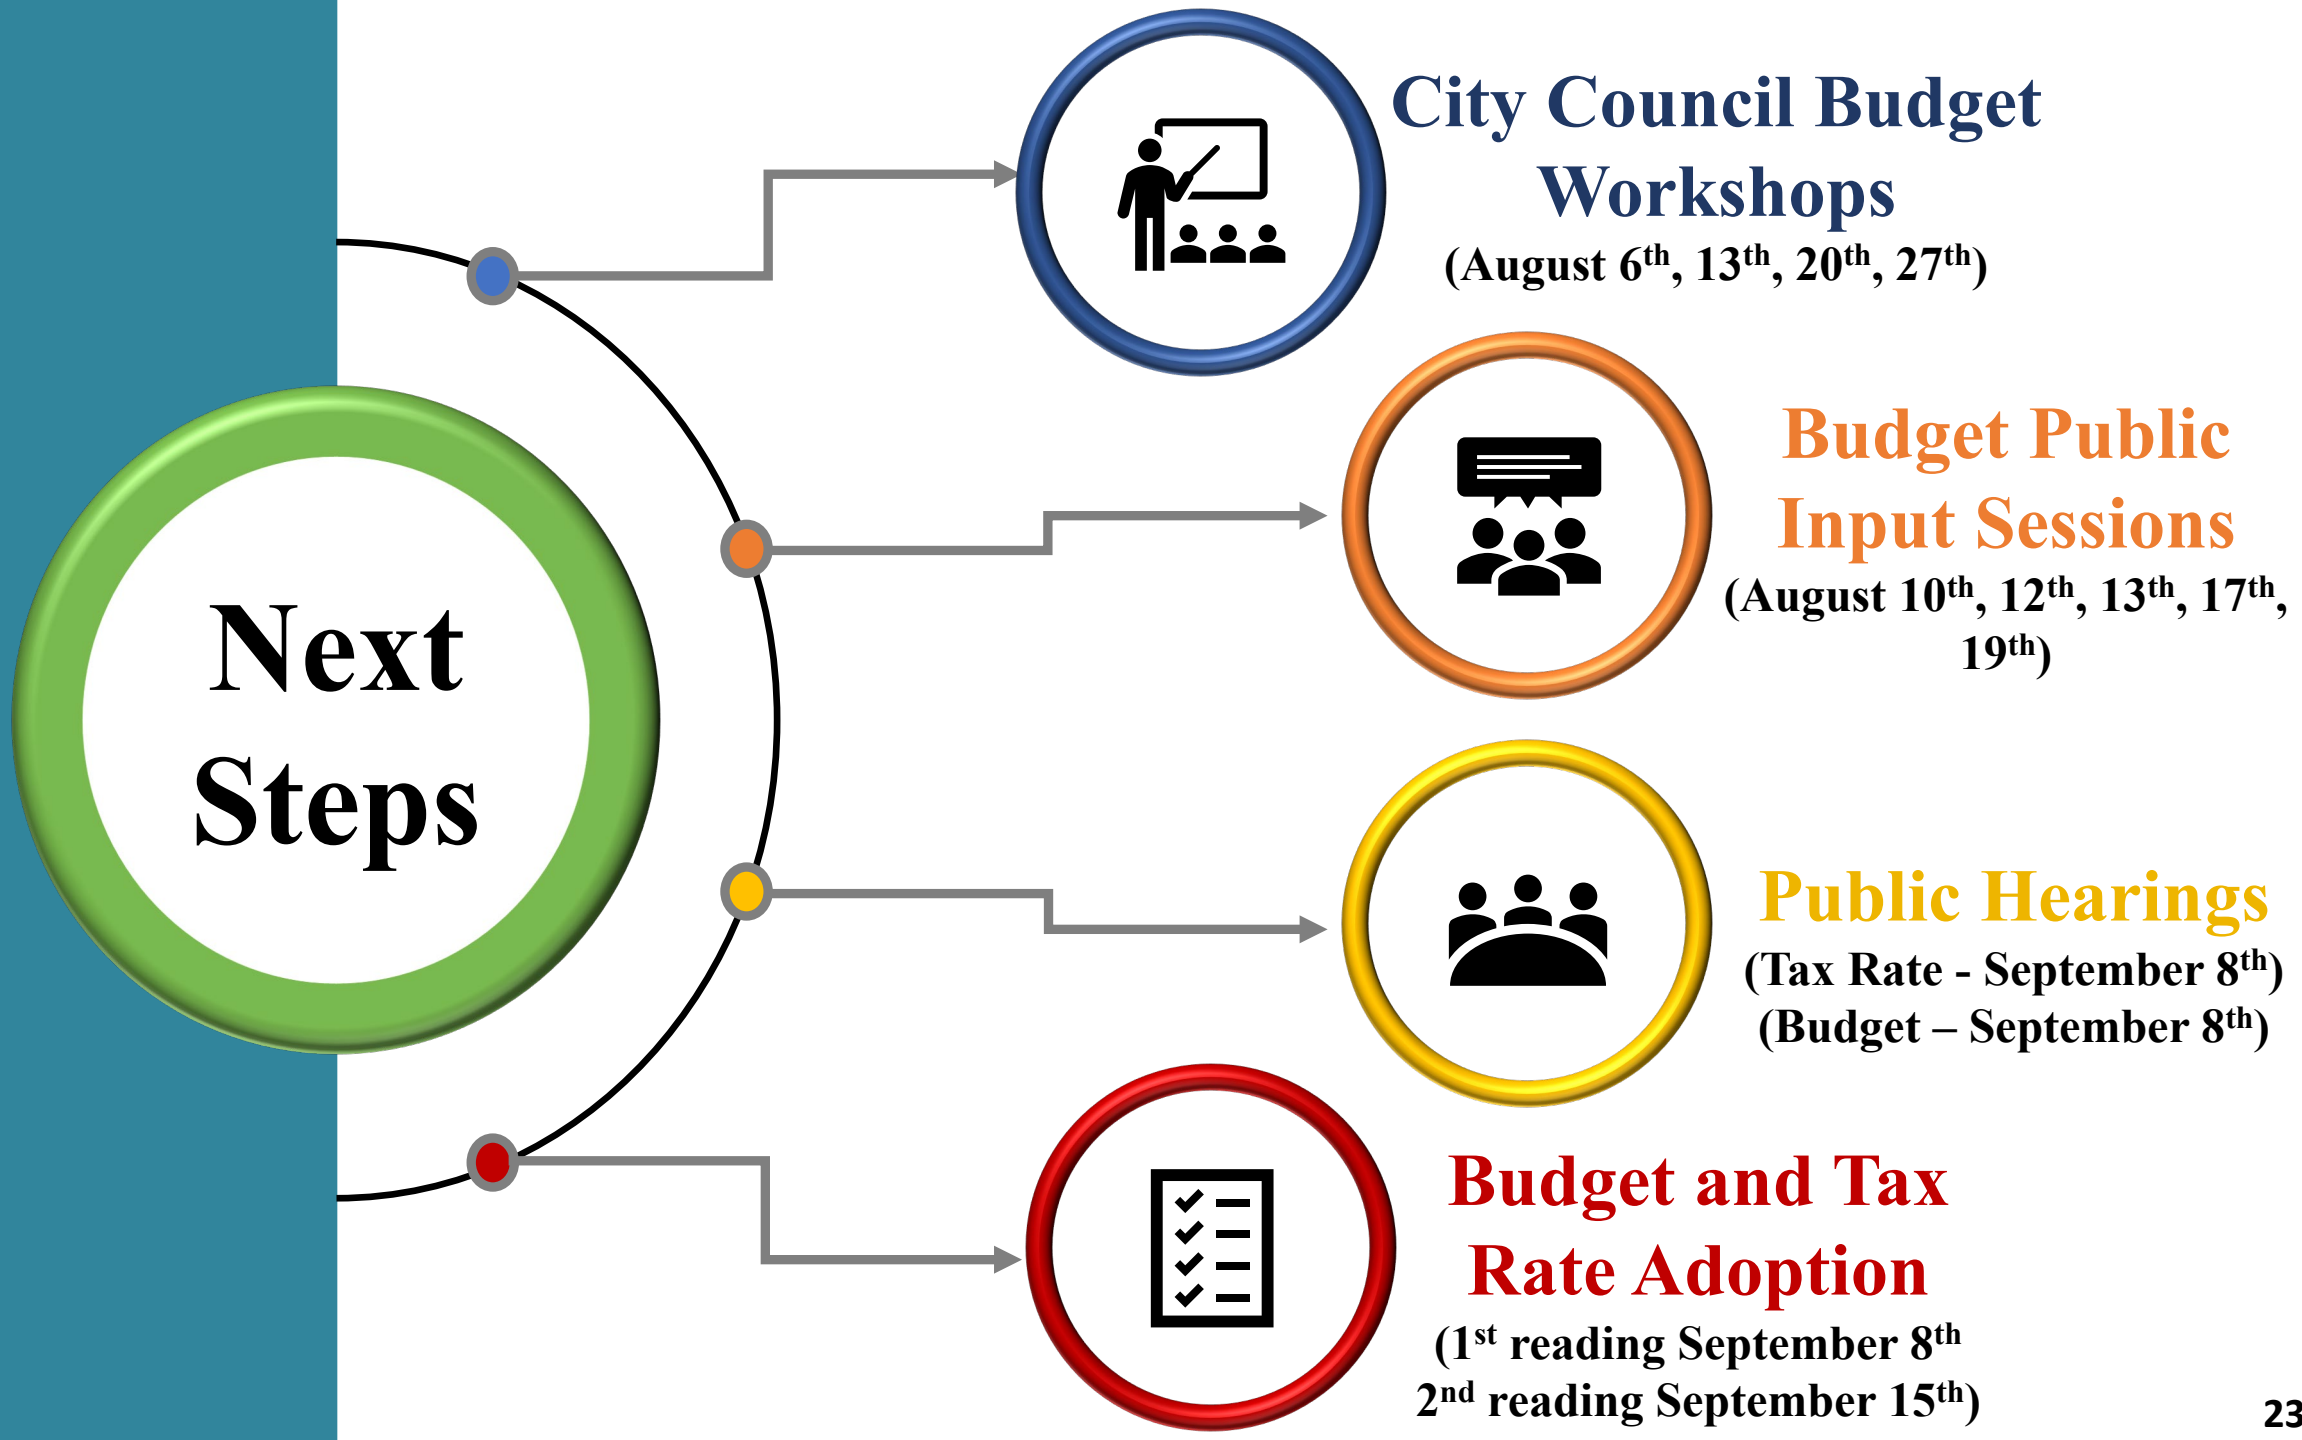 Next
Steps
City Council Budget
Workshops
(August 6th, 13th, 20th, 27th)
Budget Public
Input Sessions
(August 10th, 12th, 13th, 17th,
19th)
Public Hearings
(Tax Rate - September 8th)
(Budget – September 8th)
Budget and Tax
Rate Adoption
(1st reading September 8th
2nd reading September 15th)
23